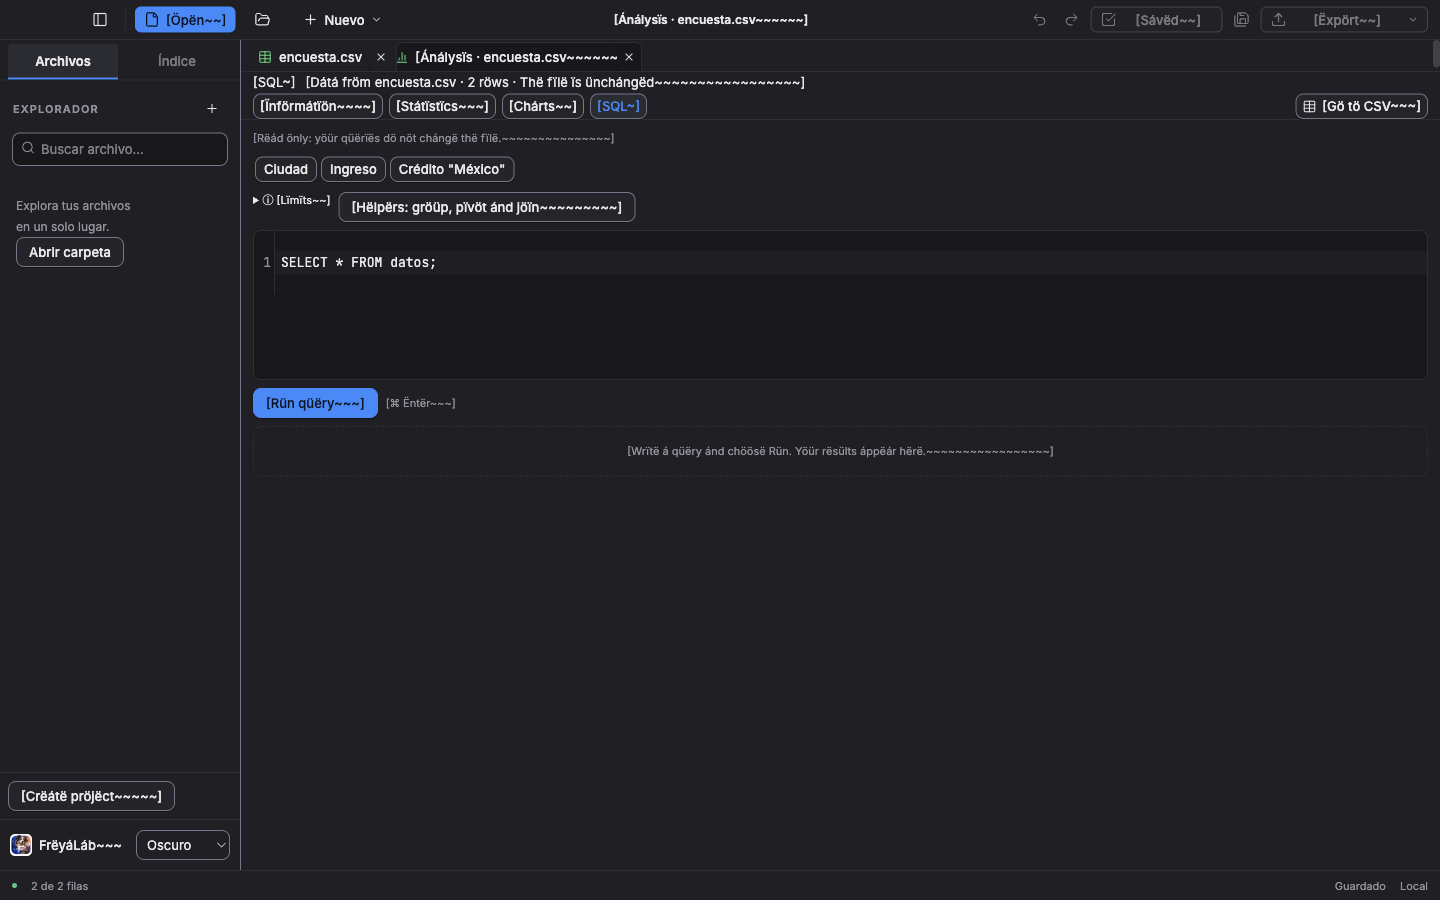 [Öpën~~]
Nuevo
[Ánálysïs · encuesta.csv~~~~~~]
[Sávëd~~]
[Ëxpört~~]
Archivos
Índice
encuesta.csv
[Ánálysïs · encuesta.csv~~~~~~
[SQL~] [Dátá fröm encuesta.csv · 2 röws · Thë fïlë ïs ünchángëd~~~~~~~~~~~~~~~~~]
EXPLORADOR
[Ïnförmátïön~~~~]
[Státïstïcs~~~]
[Chárts~~]
[SQL~]
[Gö tö CSV~~~]
Buscar archivo...
[Rëád önly: yöür qüërïës dö nöt chángë thë fïlë.~~~~~~~~~~~~~~~]
Ciudad
Ingreso
Crédito "México"
[Lïmïts~~]
[Hëlpërs: gröüp, pïvöt ánd jöïn~~~~~~~~~]
Explora tus archivos
en un solo lugar.
Abrir carpeta
1 SELECT * FROM datos;
[Rün qüëry~~~]
[⌘ Ëntër~~~]
[Wrïtë á qüëry ánd chöösë Rün. Yöür rësülts áppëár hërë.~~~~~~~~~~~~~~~~~]
[Crëátë pröjëct~~~~~]
FrëyáLáb~~~
Oscuro
2 de 2 filas
Guardado
Local